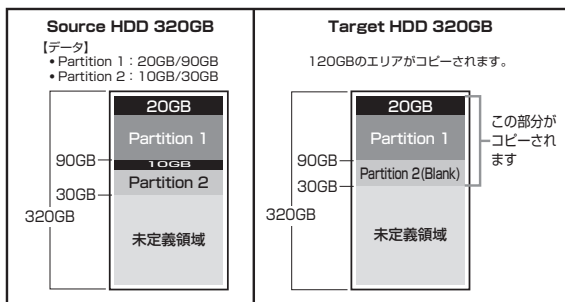 Source HDD 320GB
【データ】
• Partition 1：20GB/90GB
• Partition 2：10GB/30GB
20GB
Partition 1
90GB
10GB
Partition 2
30GB
320GB
未定義領域
Target HDD 320GB
120GBのエリアがコピーされます。
20GB
Partition 1
90GB
Partition 2(Blank)
30GB
320GB
未定義領域
この部分が
コピーされ
ます